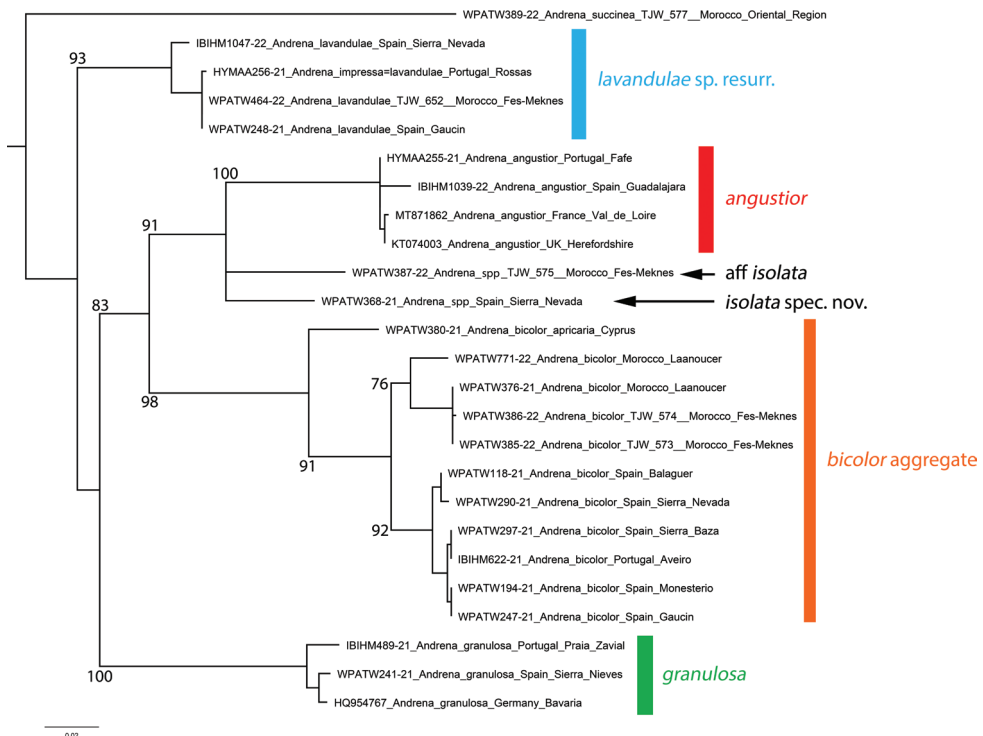 WPATW389-22_Andrena_succinea_TJW_577__Morocco_Oriental_Region
93
IBIHM1047-22_Andrena_lavandulae_Spain_Sierra_Nevada
HYMAA256-21_Andrena_impressa=lavandulae_Portugal_Rossas
lavandulae sp. resurr.
WPATW464-22_Andrena_lavandulae_TJW_652__Morocco_Fes-Meknes
WPATW248-21_Andrena_lavandulae_Spain_Gaucin
HYMAA255-21_Andrena_angustior_Portugal_Fafe
100
IBIHM1039-22_Andrena_angustior_Spain_Guadalajara
angustior
MT871862_Andrena_angustior_France_Val_de_Loire
91
KT074003_Andrena_angustior_UK_Herefordshire
WPATW387-22_Andrena_spp_TJW_575__Morocco_Fes-Meknes
aff isolata
83
WPATW368-21_Andrena_spp_Spain_Sierra_Nevada
isolata spec. nov.
WPATW380-21_Andrena_bicolor_apricaria_Cyprus
WPATW771-22_Andrena_bicolor_Morocco_Laanoucer
76
WPATW376-21_Andrena_bicolor_Morocco_Laanoucer
98
WPATW386-22_Andrena_bicolor_TJW_574__Morocco_Fes-Meknes
WPATW385-22_Andrena_bicolor_TJW_573__Morocco_Fes-Meknes
bicolor aggregate
91
WPATW118-21_Andrena_bicolor_Spain_Balaguer
WPATW290-21_Andrena_bicolor_Spain_Sierra_Nevada
92
WPATW297-21_Andrena_bicolor_Spain_Sierra_Baza
IBIHM622-21_Andrena_bicolor_Portugal_Aveiro
WPATW194-21_Andrena_bicolor_Spain_Monesterio
WPATW247-21_Andrena_bicolor_Spain_Gaucin
IBIHM489-21_Andrena_granulosa_Portugal_Praia_Zavial
100
WPATW241-21_Andrena_granulosa_Spain_Sierra_Nieves
granulosa
HQ954767_Andrena_granulosa_Germany_Bavaria